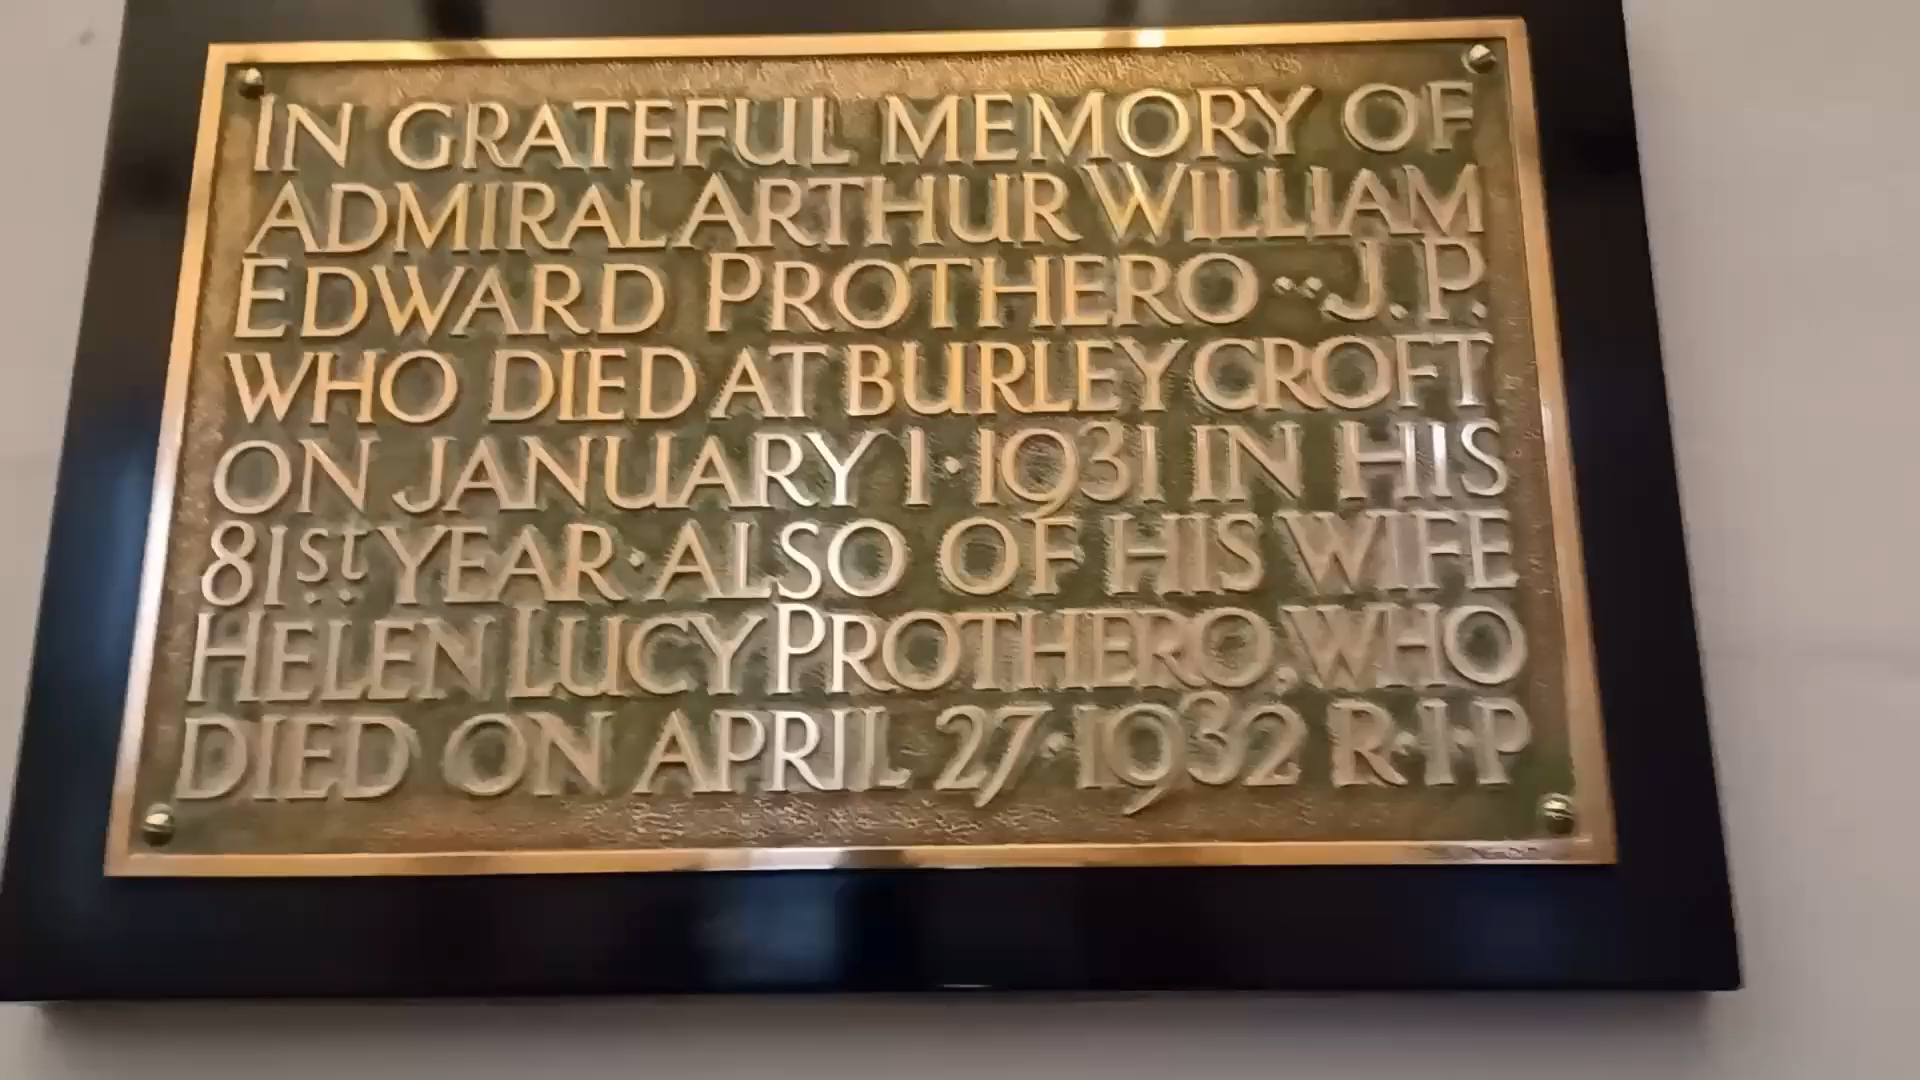 IN GRATEFUL MEMORY OF
ADMIRAL ARTHUR WILLIAM
EDWARD PROTHERO ·· J.P.
WHO DIED AT BURLEY CROFT
ON JANUARY 1 · 1931 IN HIS
81st YEAR · ALSO OF HIS WIFE
HELEN LUCY PROTHERO, WHO
DIED ON APRIL 27 · 1932 R·I·P